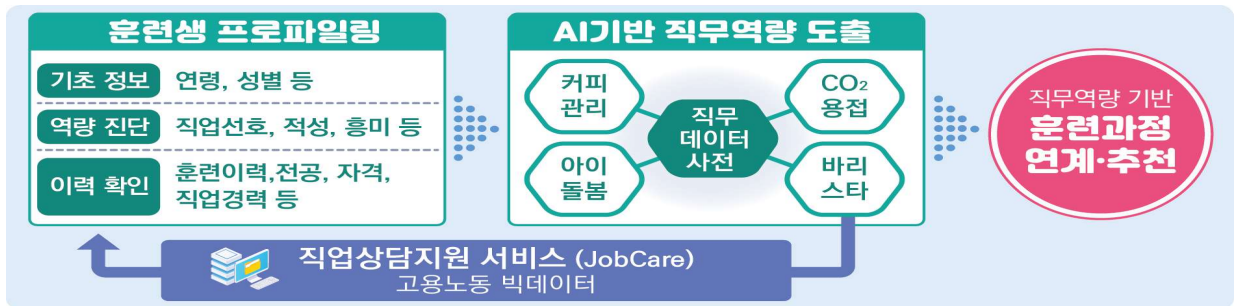 훈련생 프로파일링
기초 정보 연령, 성별 등
역량 진단 직업선호, 적성, 흥미 등
이력 확인 훈련이력,전공, 자격,
직업경력 등
AI기반 직무역량 도출
커피
관리
CO₂
용접
직무
데이터
사전
아이
돌봄
바리
스타
직무역량 기반
훈련과정
연계·추천
직업상담지원 서비스 (JobCare)
고용노동 빅데이터